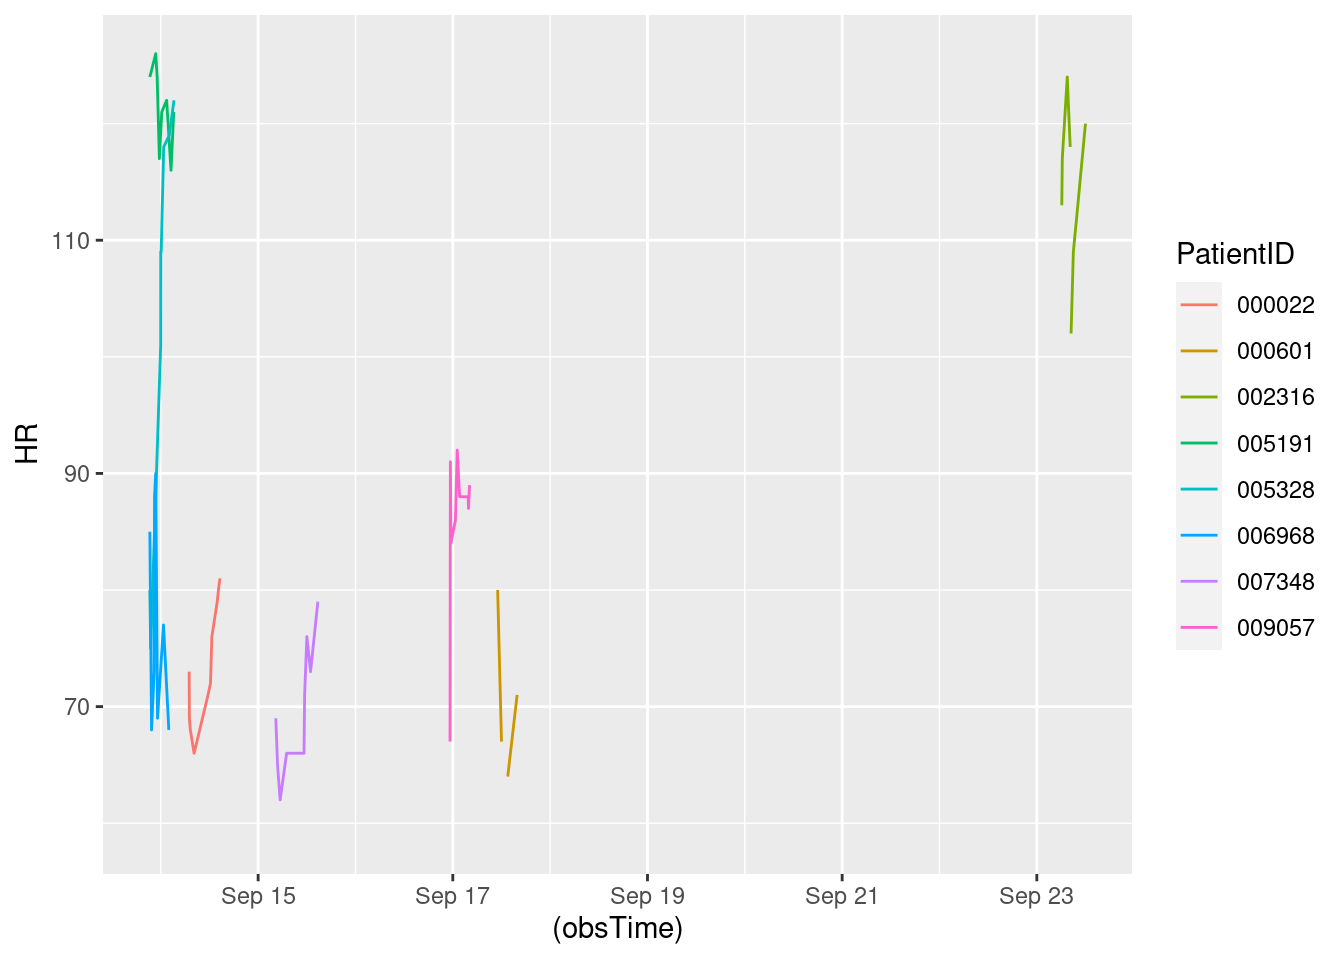 110
90
70
HR
Sep 15
Sep 17
Sep 19
Sep 21
Sep 23
(obsTime)
PatientID
000022
000601
002316
005191
005328
006968
007348
009057